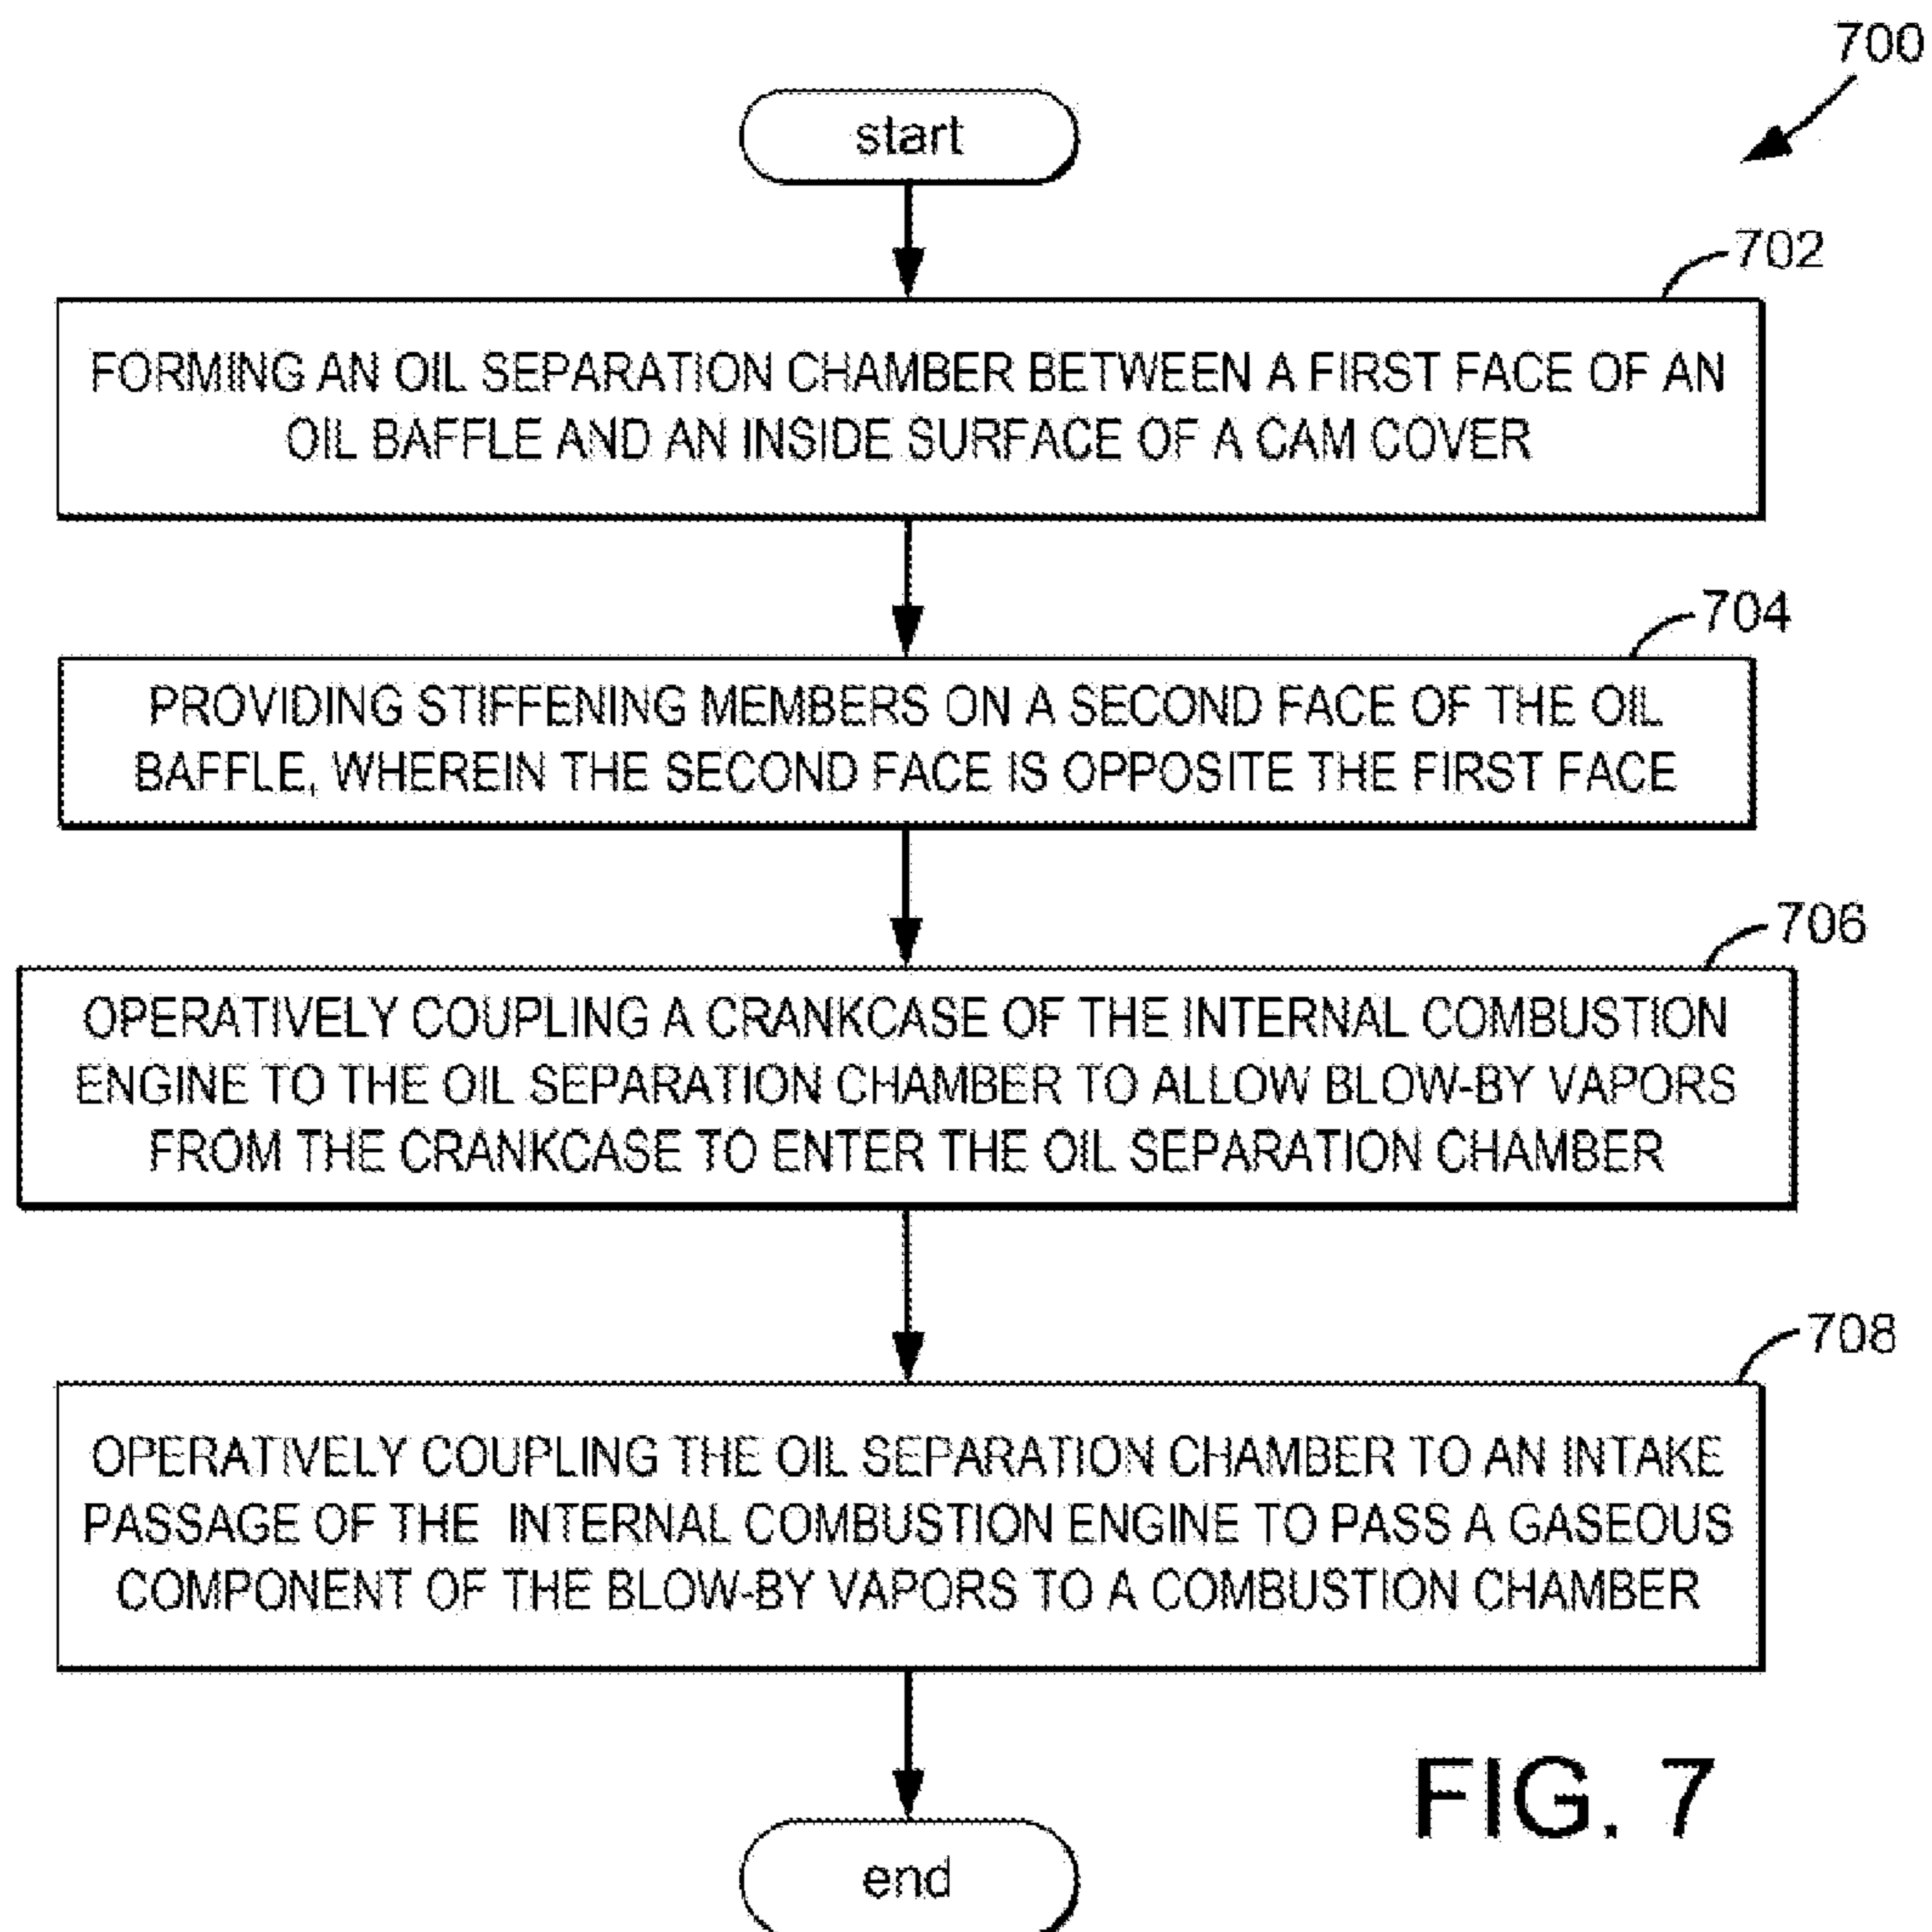 700
start
702
FORMING AN OIL SEPARATION CHAMBER BETWEEN A FIRST FACE OF AN
OIL BAFFLE AND AN INSIDE SURFACE OF A CAM COVER
704
PROVIDING STIFFENING MEMBERS ON A SECOND FACE OF THE OIL
BAFFLE, WHEREIN THE SECOND FACE IS OPPOSITE THE FIRST FACE
706
OPERATIVELY COUPLING A CRANKCASE OF THE INTERNAL COMBUSTION
ENGINE TO THE OIL SEPARATION CHAMBER TO ALLOW BLOW-BY VAPORS
FROM THE CRANKCASE TO ENTER THE OIL SEPARATION CHAMBER
708
OPERATIVELY COUPLING THE OIL SEPARATION CHAMBER TO AN INTAKE
PASSAGE OF THE INTERNAL COMBUSTION ENGINE TO PASS A GASEOUS
COMPONENT OF THE BLOW-BY VAPORS TO A COMBUSTION CHAMBER
FIG. 7
end